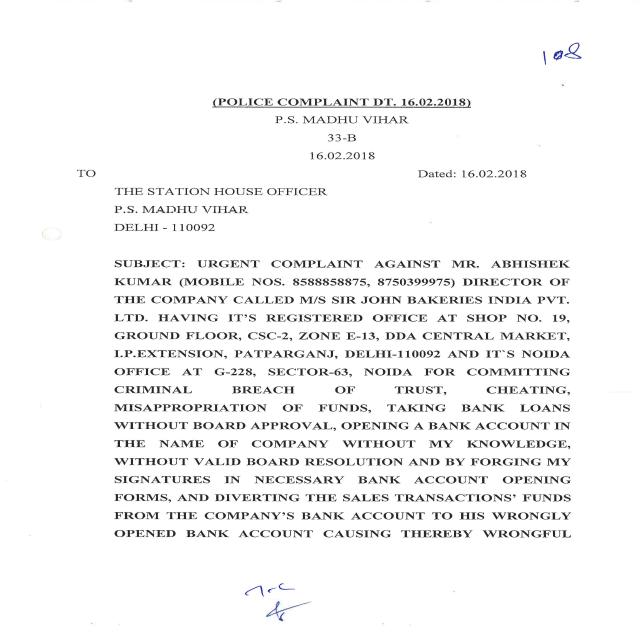 108
(POLICE COMPLAINT DT. 16.02.2018)
P.S. MADHU VIHAR
33-B
16.02.2018
TO Dated: 16.02.2018
THE STATION HOUSE OFFICER
P.S. MADHU VIHAR
DELHI - 110092
SUBJECT: URGENT COMPLAINT AGAINST MR. ABHISHEK
KUMAR (MOBILE NOS. 8588858875, 8750399975) DIRECTOR OF
THE COMPANY CALLED M/S SIR JOHN BAKERIES INDIA PVT.
LTD. HAVING IT'S REGISTERED OFFICE AT SHOP NO. 19,
GROUND FLOOR, CSC-2, ZONE E-13, DDA CENTRAL MARKET,
I.P.EXTENSION, PATPARGANJ, DELHI-110092 AND IT`S NOIDA
OFFICE AT G-228, SECTOR-63, NOIDA FOR COMMITTING
CRIMINAL BREACH OF TRUST, CHEATING,
MISAPPROPRIATION OF FUNDS, TAKING BANK LOANS
WITHOUT BOARD APPROVAL, OPENING A BANK ACCOUNT IN
THE NAME OF COMPANY WITHOUT MY KNOWLEDGE,
WITHOUT VALID BOARD RESOLUTION AND BY FORGING MY
SIGNATURES IN NECESSARY BANK ACCOUNT OPENING
FORMS, AND DIVERTING THE SALES TRANSACTIONS' FUNDS
FROM THE COMPANY'S BANK ACCOUNT TO HIS WRONGLY
OPENED BANK ACCOUNT CAUSING THEREBY WRONGFUL